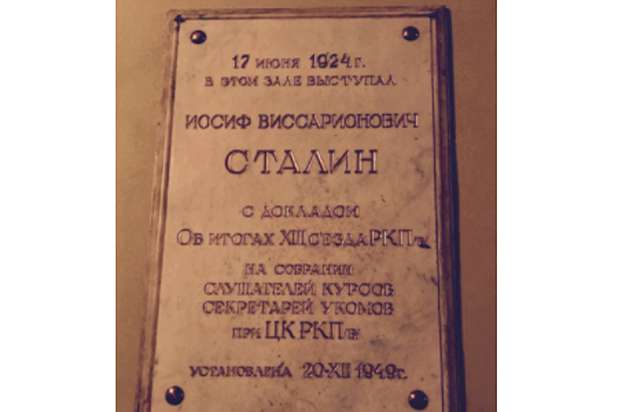 17 ИЮНЯ 1924 Г.
В ЭТОМ ЗАЛЕ ВЫСТУПАЛ
ИОСИФ ВИССАРИОНОВИЧ
СТАЛИН
С ДОКЛАДОМ
ОБ ИТОГАХ XIII СЪЕЗДА РКП/Б/
НА СОБРАНИИ
СЛУШАТЕЛЕЙ КУРСОВ
СЕКРЕТАРЕЙ УКОМОВ
ПРИ ЦК РКП/Б/
УСТАНОВЛЕНА 20-XII 1949г.